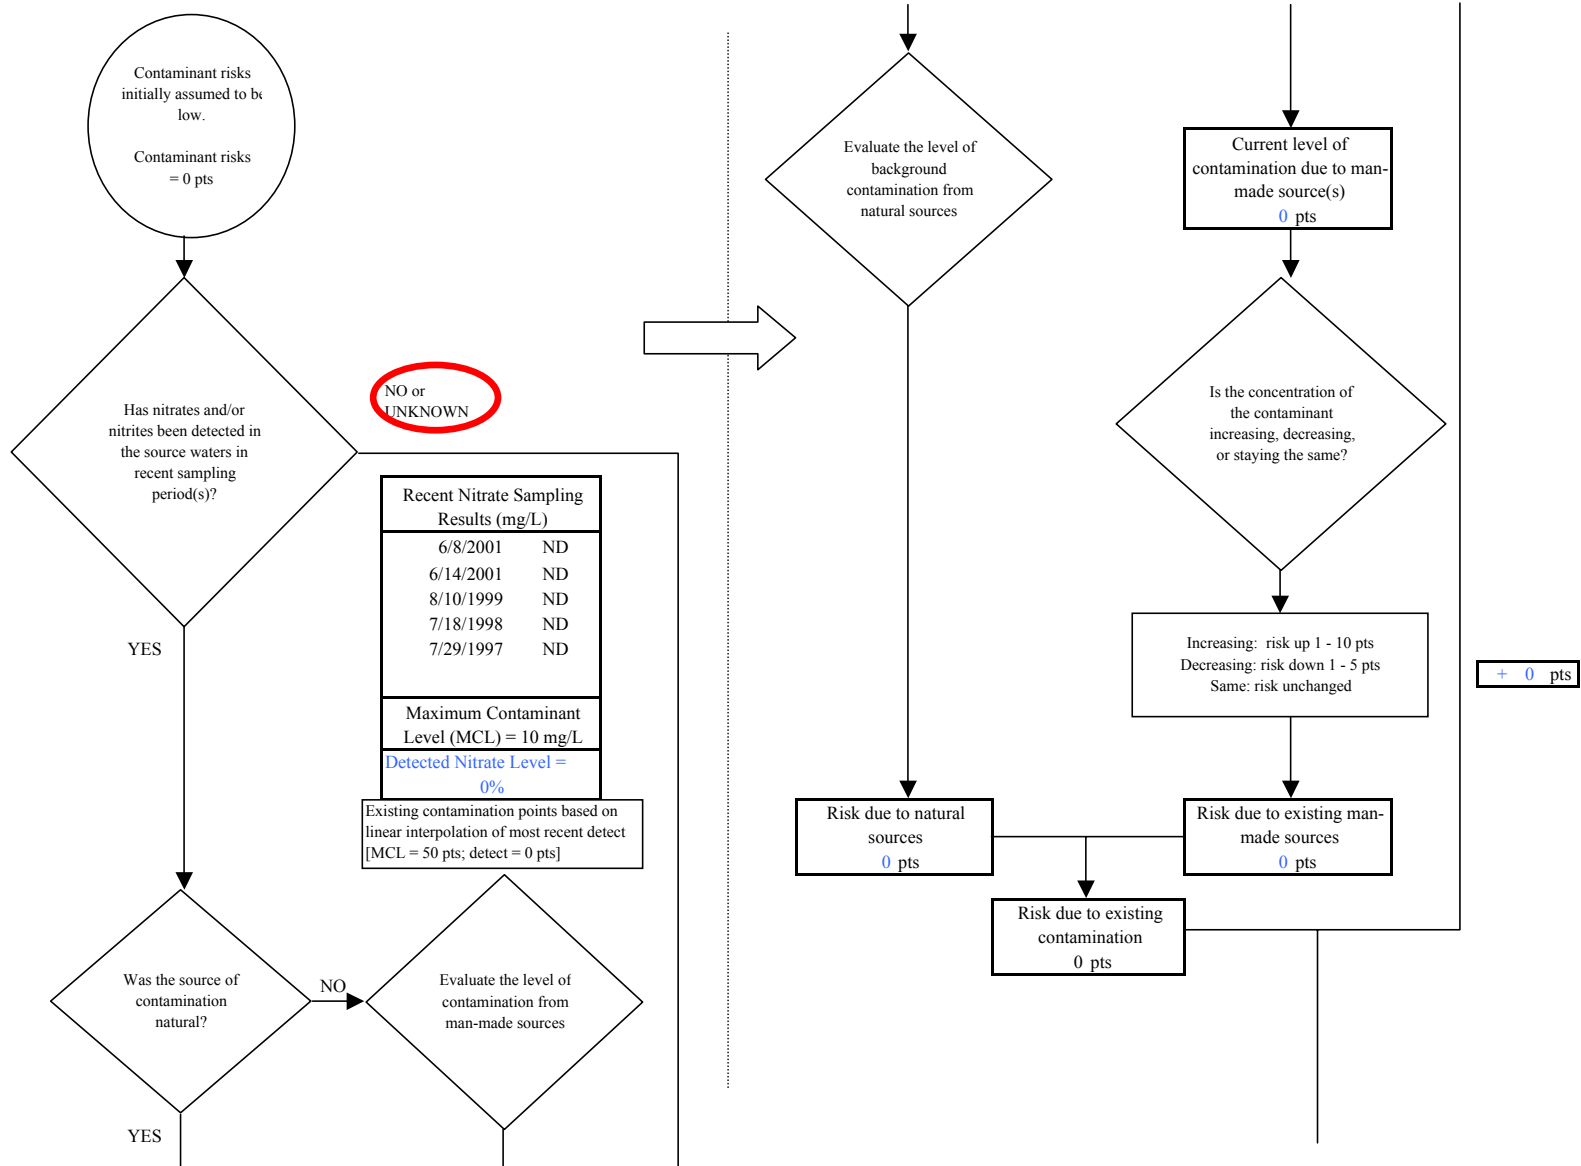 Contaminant risks
initially assumed to be
low.
Contaminant risks
= 0 pts
Has nitrates and/or
nitrites been detected in
the source waters in
recent sampling
period(s)?
NO or
UNKNOWN
YES
Recent Nitrate Sampling
Results (mg/L)
6/8/2001 ND
6/14/2001 ND
8/10/1999 ND
7/18/1998 ND
7/29/1997 ND
Maximum Contaminant
Level (MCL) = 10 mg/L
Detected Nitrate Level =
0%
Existing contamination points based on
linear interpolation of most recent detect
[MCL = 50 pts; detect = 0 pts]
Was the source of
contamination
natural?
NO
YES
Evaluate the level of
contamination from
man-made sources
Evaluate the level of
background
contamination from
natural sources
Current level of
contamination due to man-
made source(s)
0 pts
Is the concentration of
the contaminant
increasing, decreasing,
or staying the same?
Increasing: risk up 1 - 10 pts
Decreasing: risk down 1 - 5 pts
Same: risk unchanged
+ 0 pts
Risk due to natural
sources
0 pts
Risk due to existing man-
made sources
0 pts
Risk due to existing
contamination
0 pts